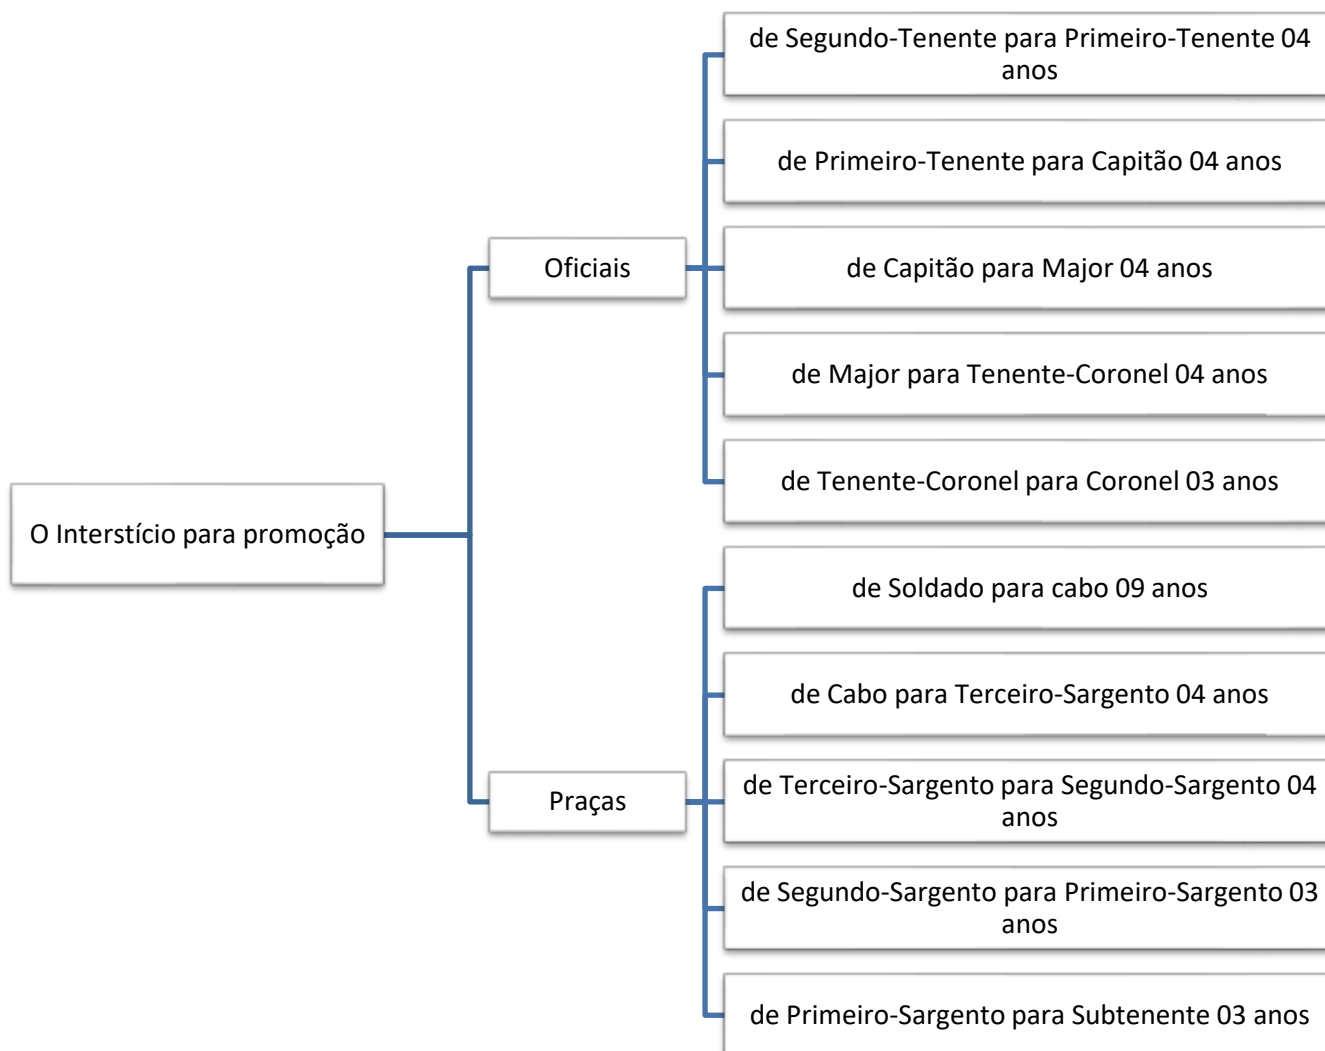 O Interstício para promoção
Oficiais
de Segundo-Tenente para Primeiro-Tenente 04
anos
de Primeiro-Tenente para Capitão 04 anos
de Capitão para Major 04 anos
de Major para Tenente-Coronel 04 anos
de Tenente-Coronel para Coronel 03 anos
Praças
de Soldado para cabo 09 anos
de Cabo para Terceiro-Sargento 04 anos
de Terceiro-Sargento para Segundo-Sargento 04
anos
de Segundo-Sargento para Primeiro-Sargento 03
anos
de Primeiro-Sargento para Subtenente 03 anos